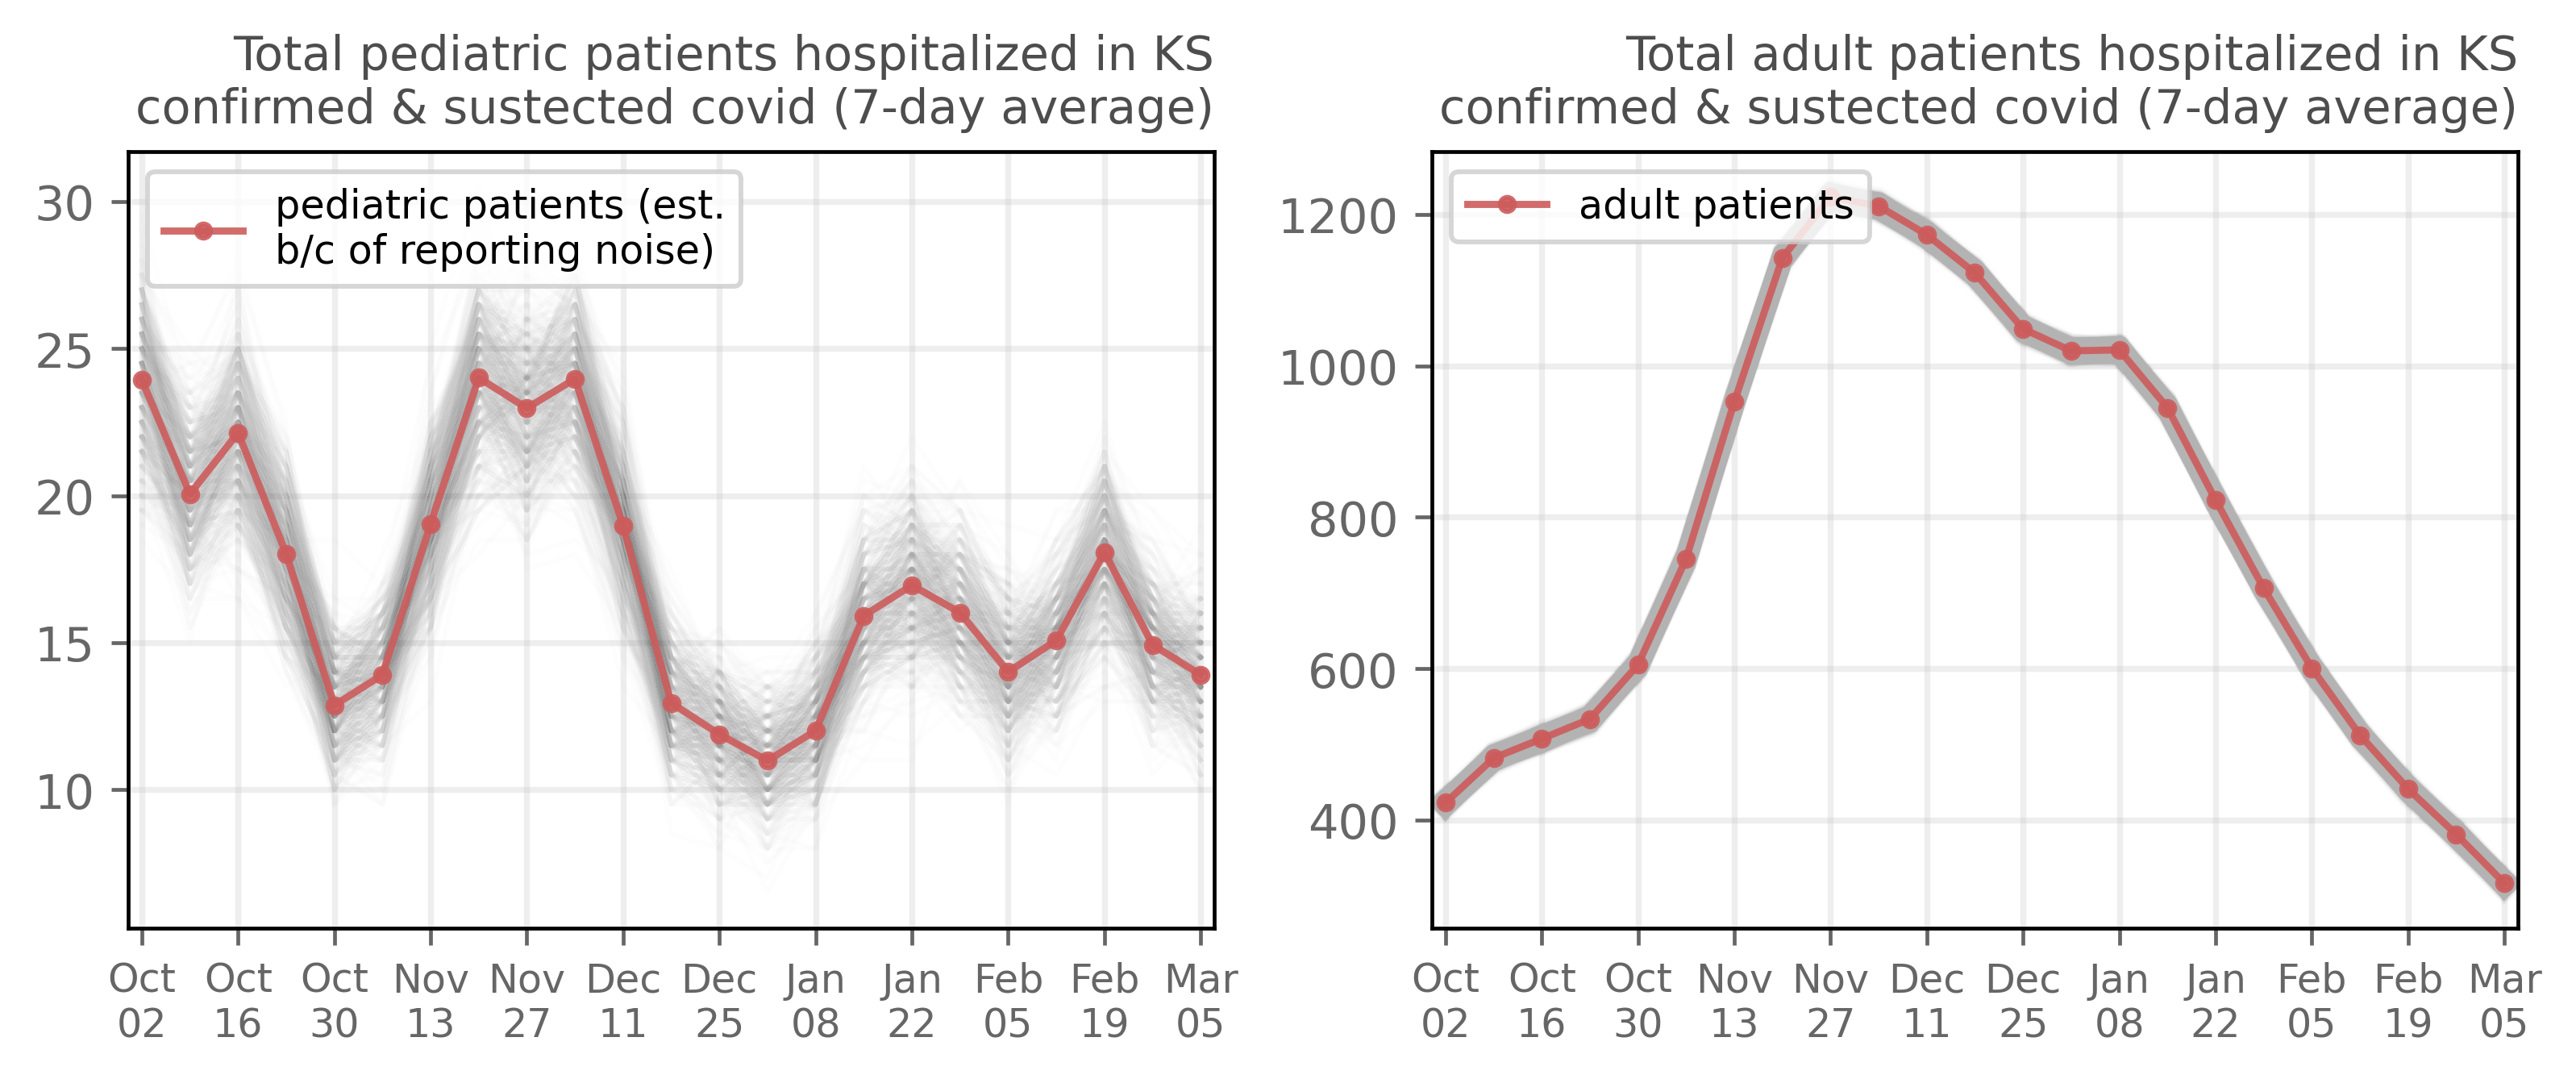 Total pediatric patients hospitalized in KS
confirmed & sustected covid (7-day average)
pediatric patients (est.
b/c of reporting noise)
30
25
20
15
10
Oct Oct Oct Nov Nov Dec Dec Jan Jan Feb Feb Mar
02 16 30 13 27 11 25 08 22 05 19 05
Total adult patients hospitalized in KS
confirmed & sustected covid (7-day average)
adult patients
1200
1000
800
600
400
Oct Oct Oct Nov Nov Dec Dec Jan Jan Feb Feb Mar
02 16 30 13 27 11 25 08 22 05 19 05